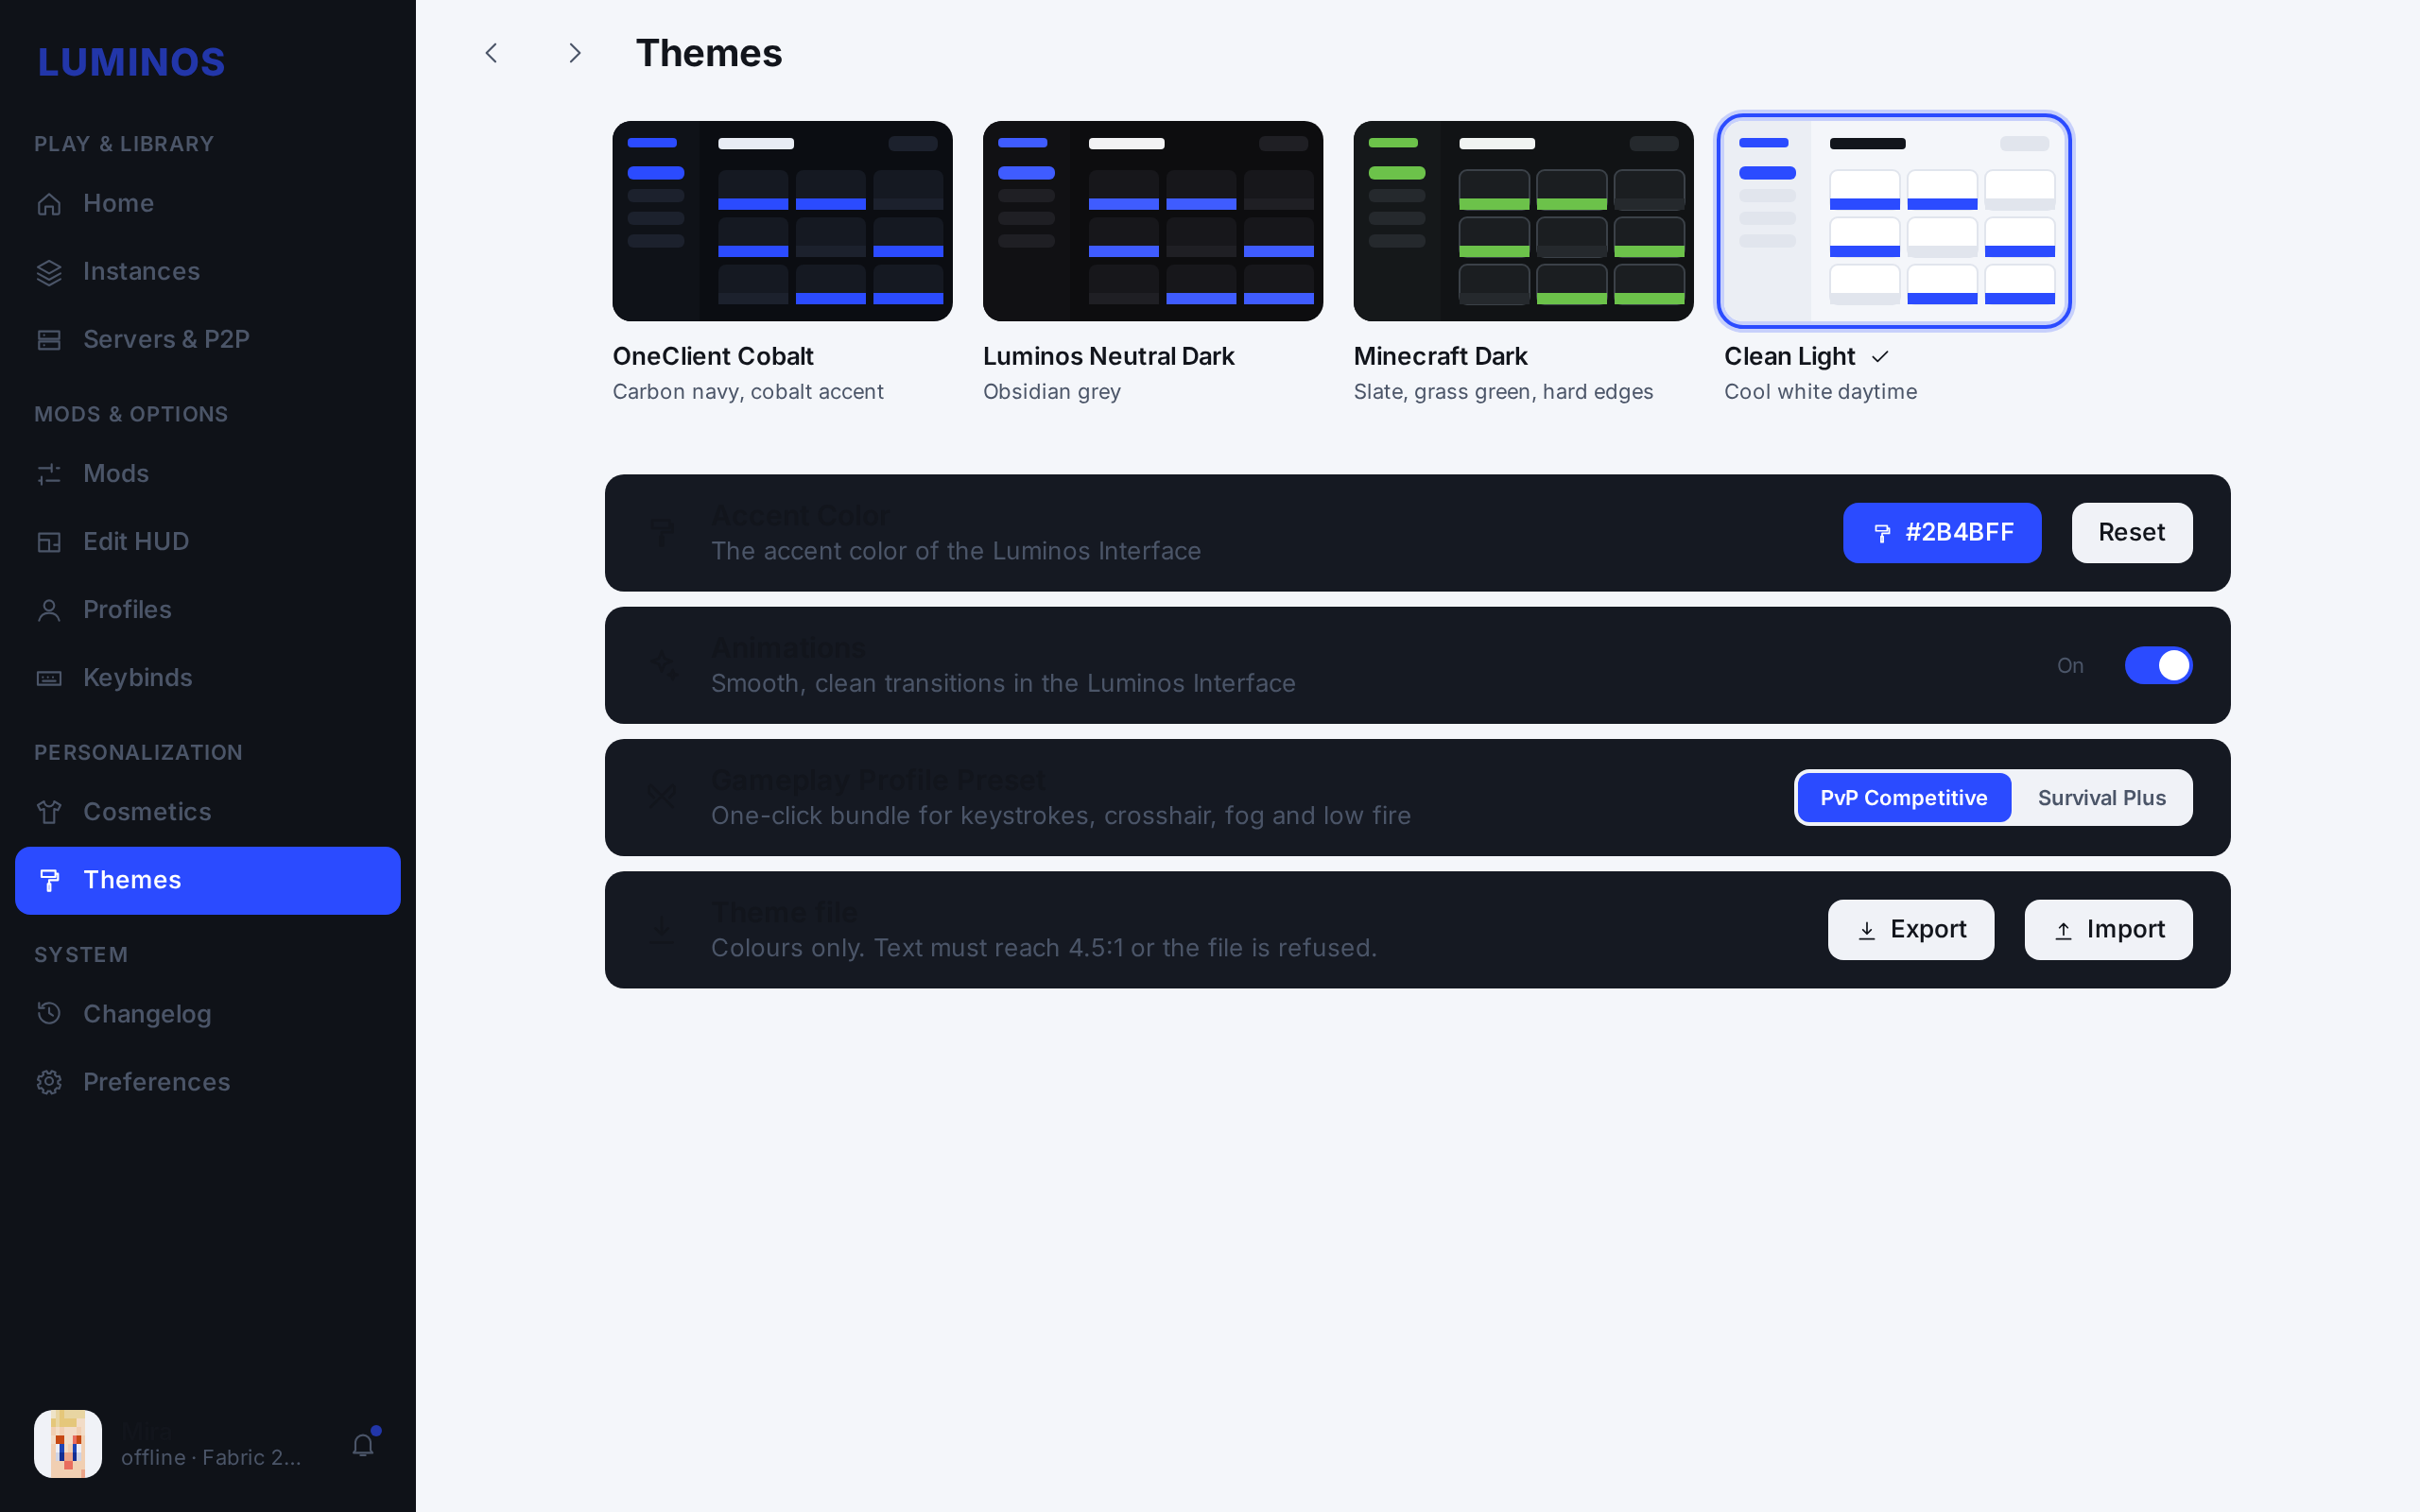 LUMINOS
PLAY & LIBRARY
Home
Instances
Servers & P2P
MODS & OPTIONS
Mods
Edit HUD
Profiles
Keybinds
PERSONALIZATION
Cosmetics
Themes
SYSTEM
Changelog
Preferences
Mira
offline · Fabric 2...
Themes
OneClient Cobalt
Carbon navy, cobalt accent
Luminos Neutral Dark
Obsidian grey
Minecraft Dark
Slate, grass green, hard edges
Clean Light
Cool white daytime
Accent Color
The accent color of the Luminos Interface
#2B4BFF
Reset
Animations
Smooth, clean transitions in the Luminos Interface
On
Gameplay Profile Preset
One-click bundle for keystrokes, crosshair, fog and low fire
PvP Competitive
Survival Plus
Theme file
Colours only. Text must reach 4.5:1 or the file is refused.
Export
Import